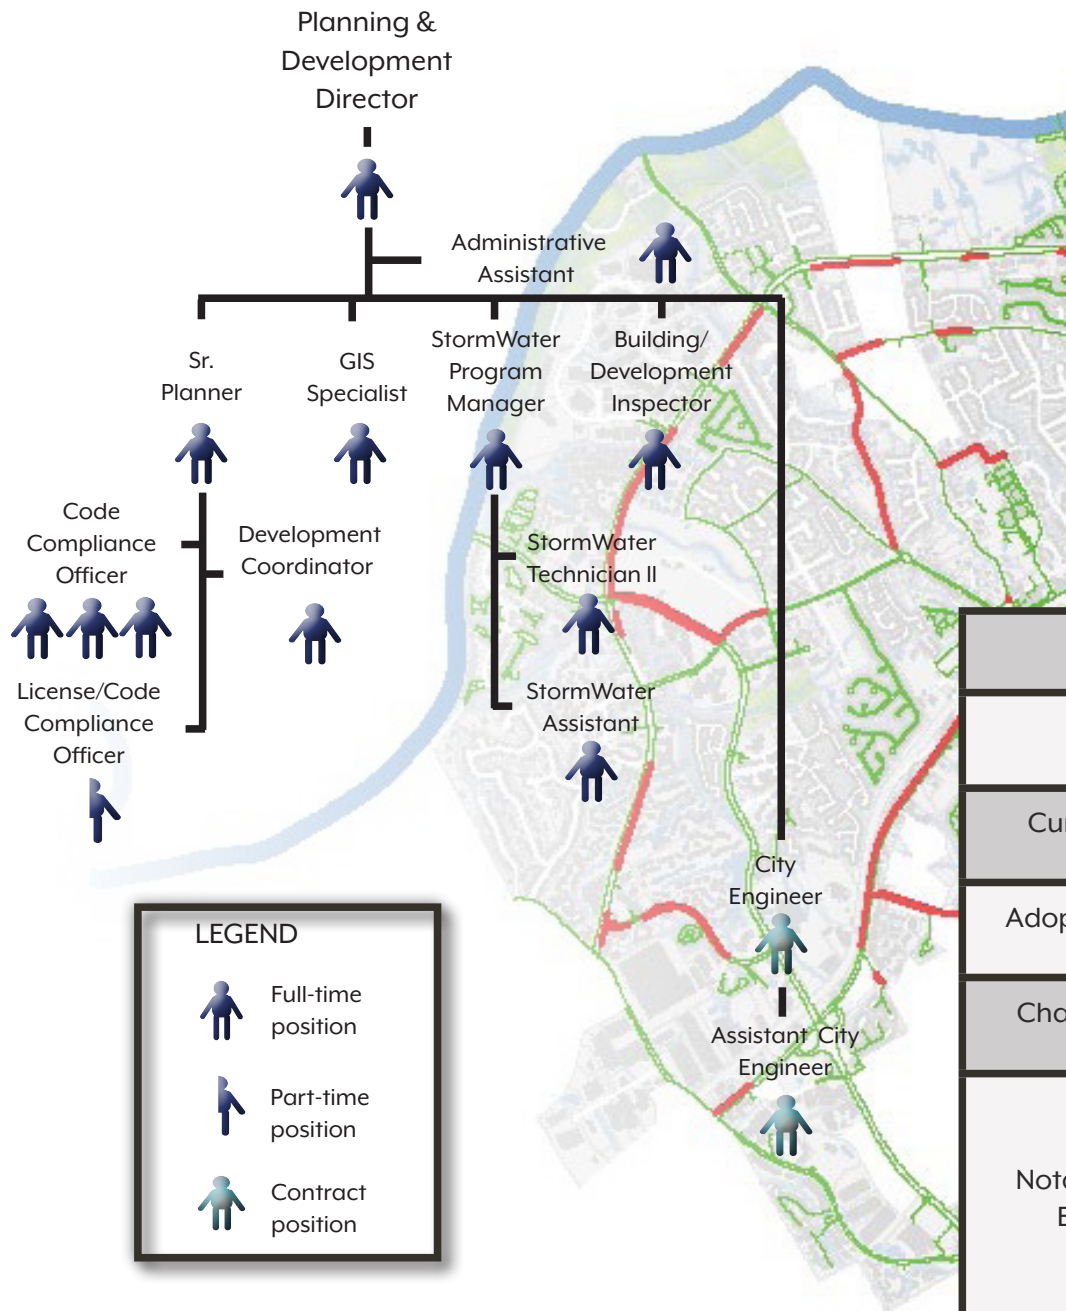 Planning &
Development
Director
Administrative
Assistant
Sr.
Planner
GIS
Specialist
StormWater
Program
Manager
Building/
Development
Inspector
Code
Compliance
Officer
Development
Coordinator
StormWater
Technician II
License/Code
Compliance
Officer
StormWater
Assistant
City
Engineer
Assistant City
Engineer
LEGEND
Full-time
position
Part-time
position
Contract
position